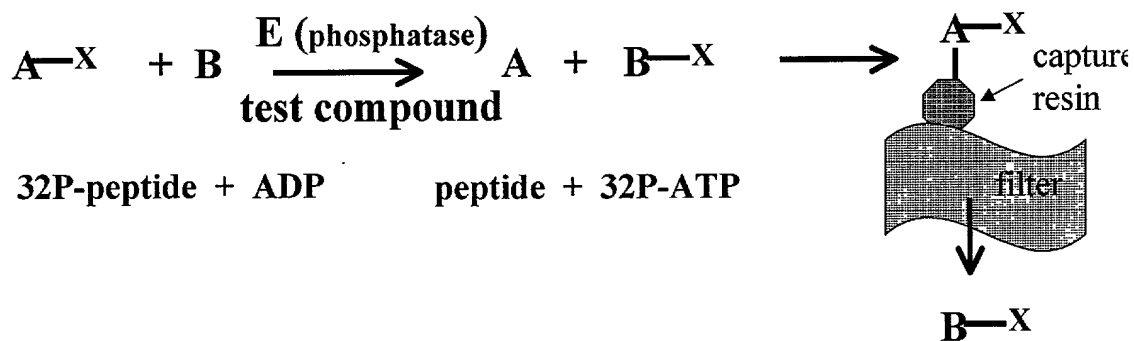 A—X + B E (phosphatase) A + B—X A—X
test compound
capture
resin
32P-peptide + ADP peptide + 32P-ATP
filter
B—X